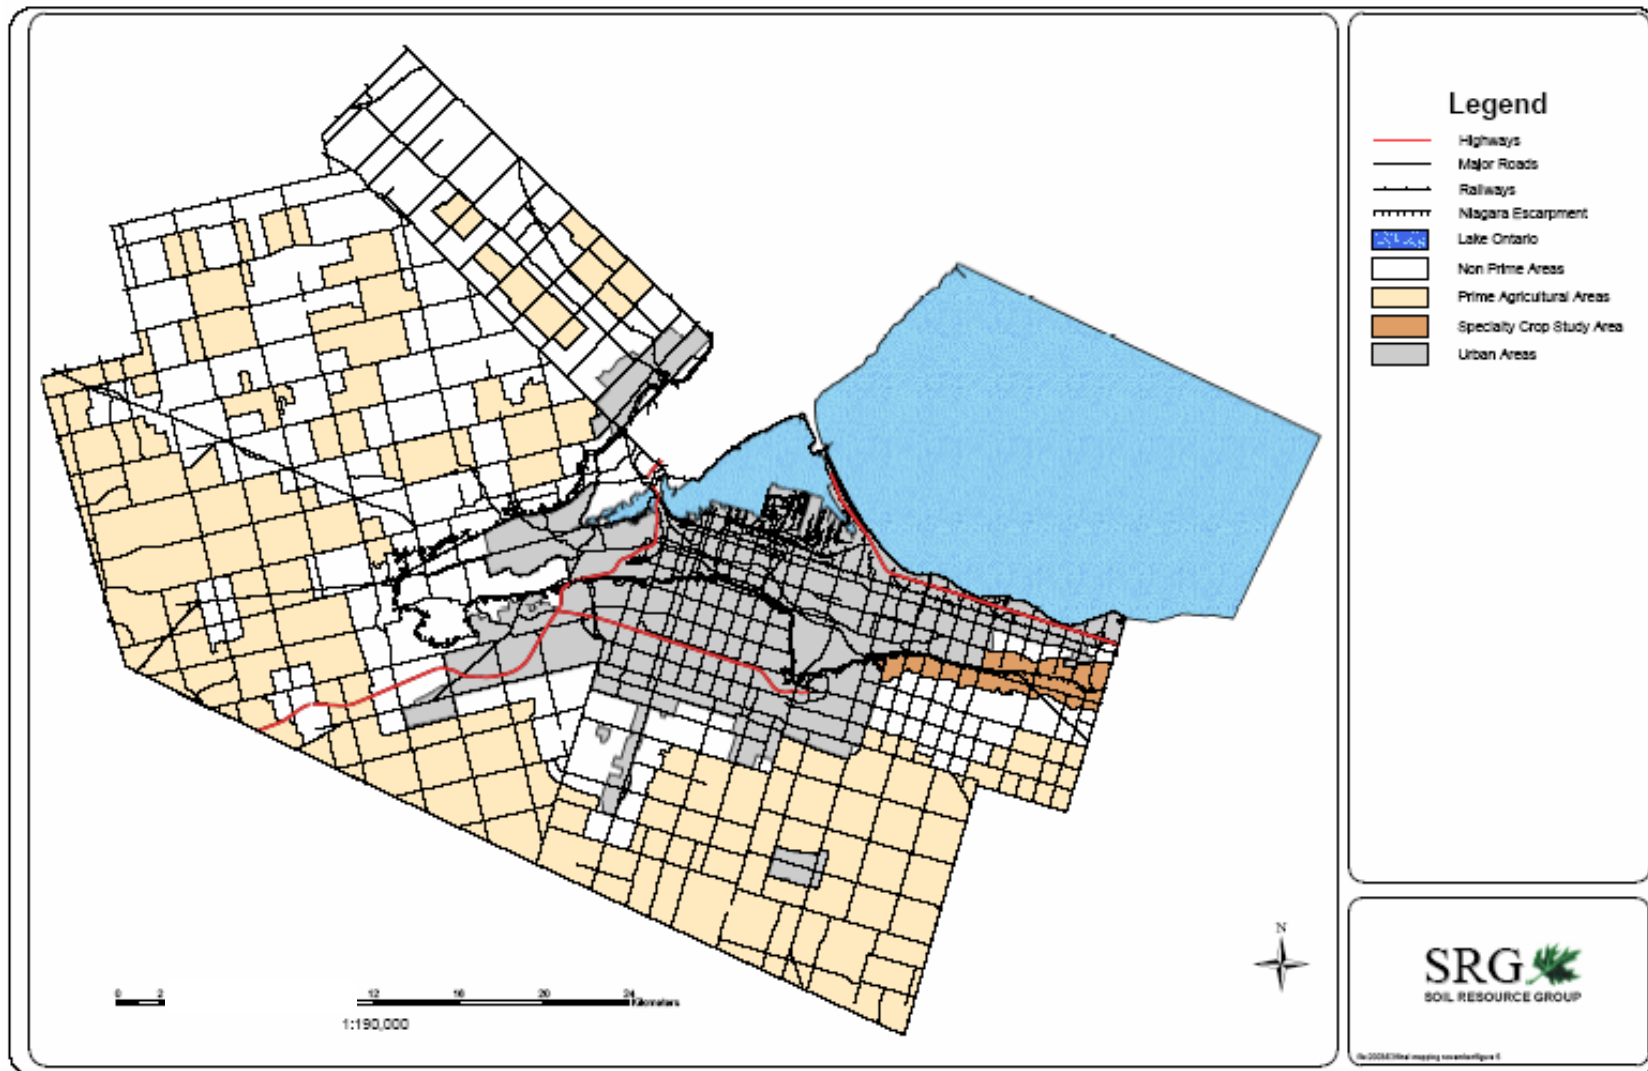 Legend
Highways
Major Roads
Railways
Niagara Escarpment
Lake Ontario
Non Prime Areas
Prime Agricultural Areas
Specialty Crop Study Area
Urban Areas
N
0 2 12 16 20 24
Kilometers
1:190,000
SRG
SOIL RESOURCE GROUP